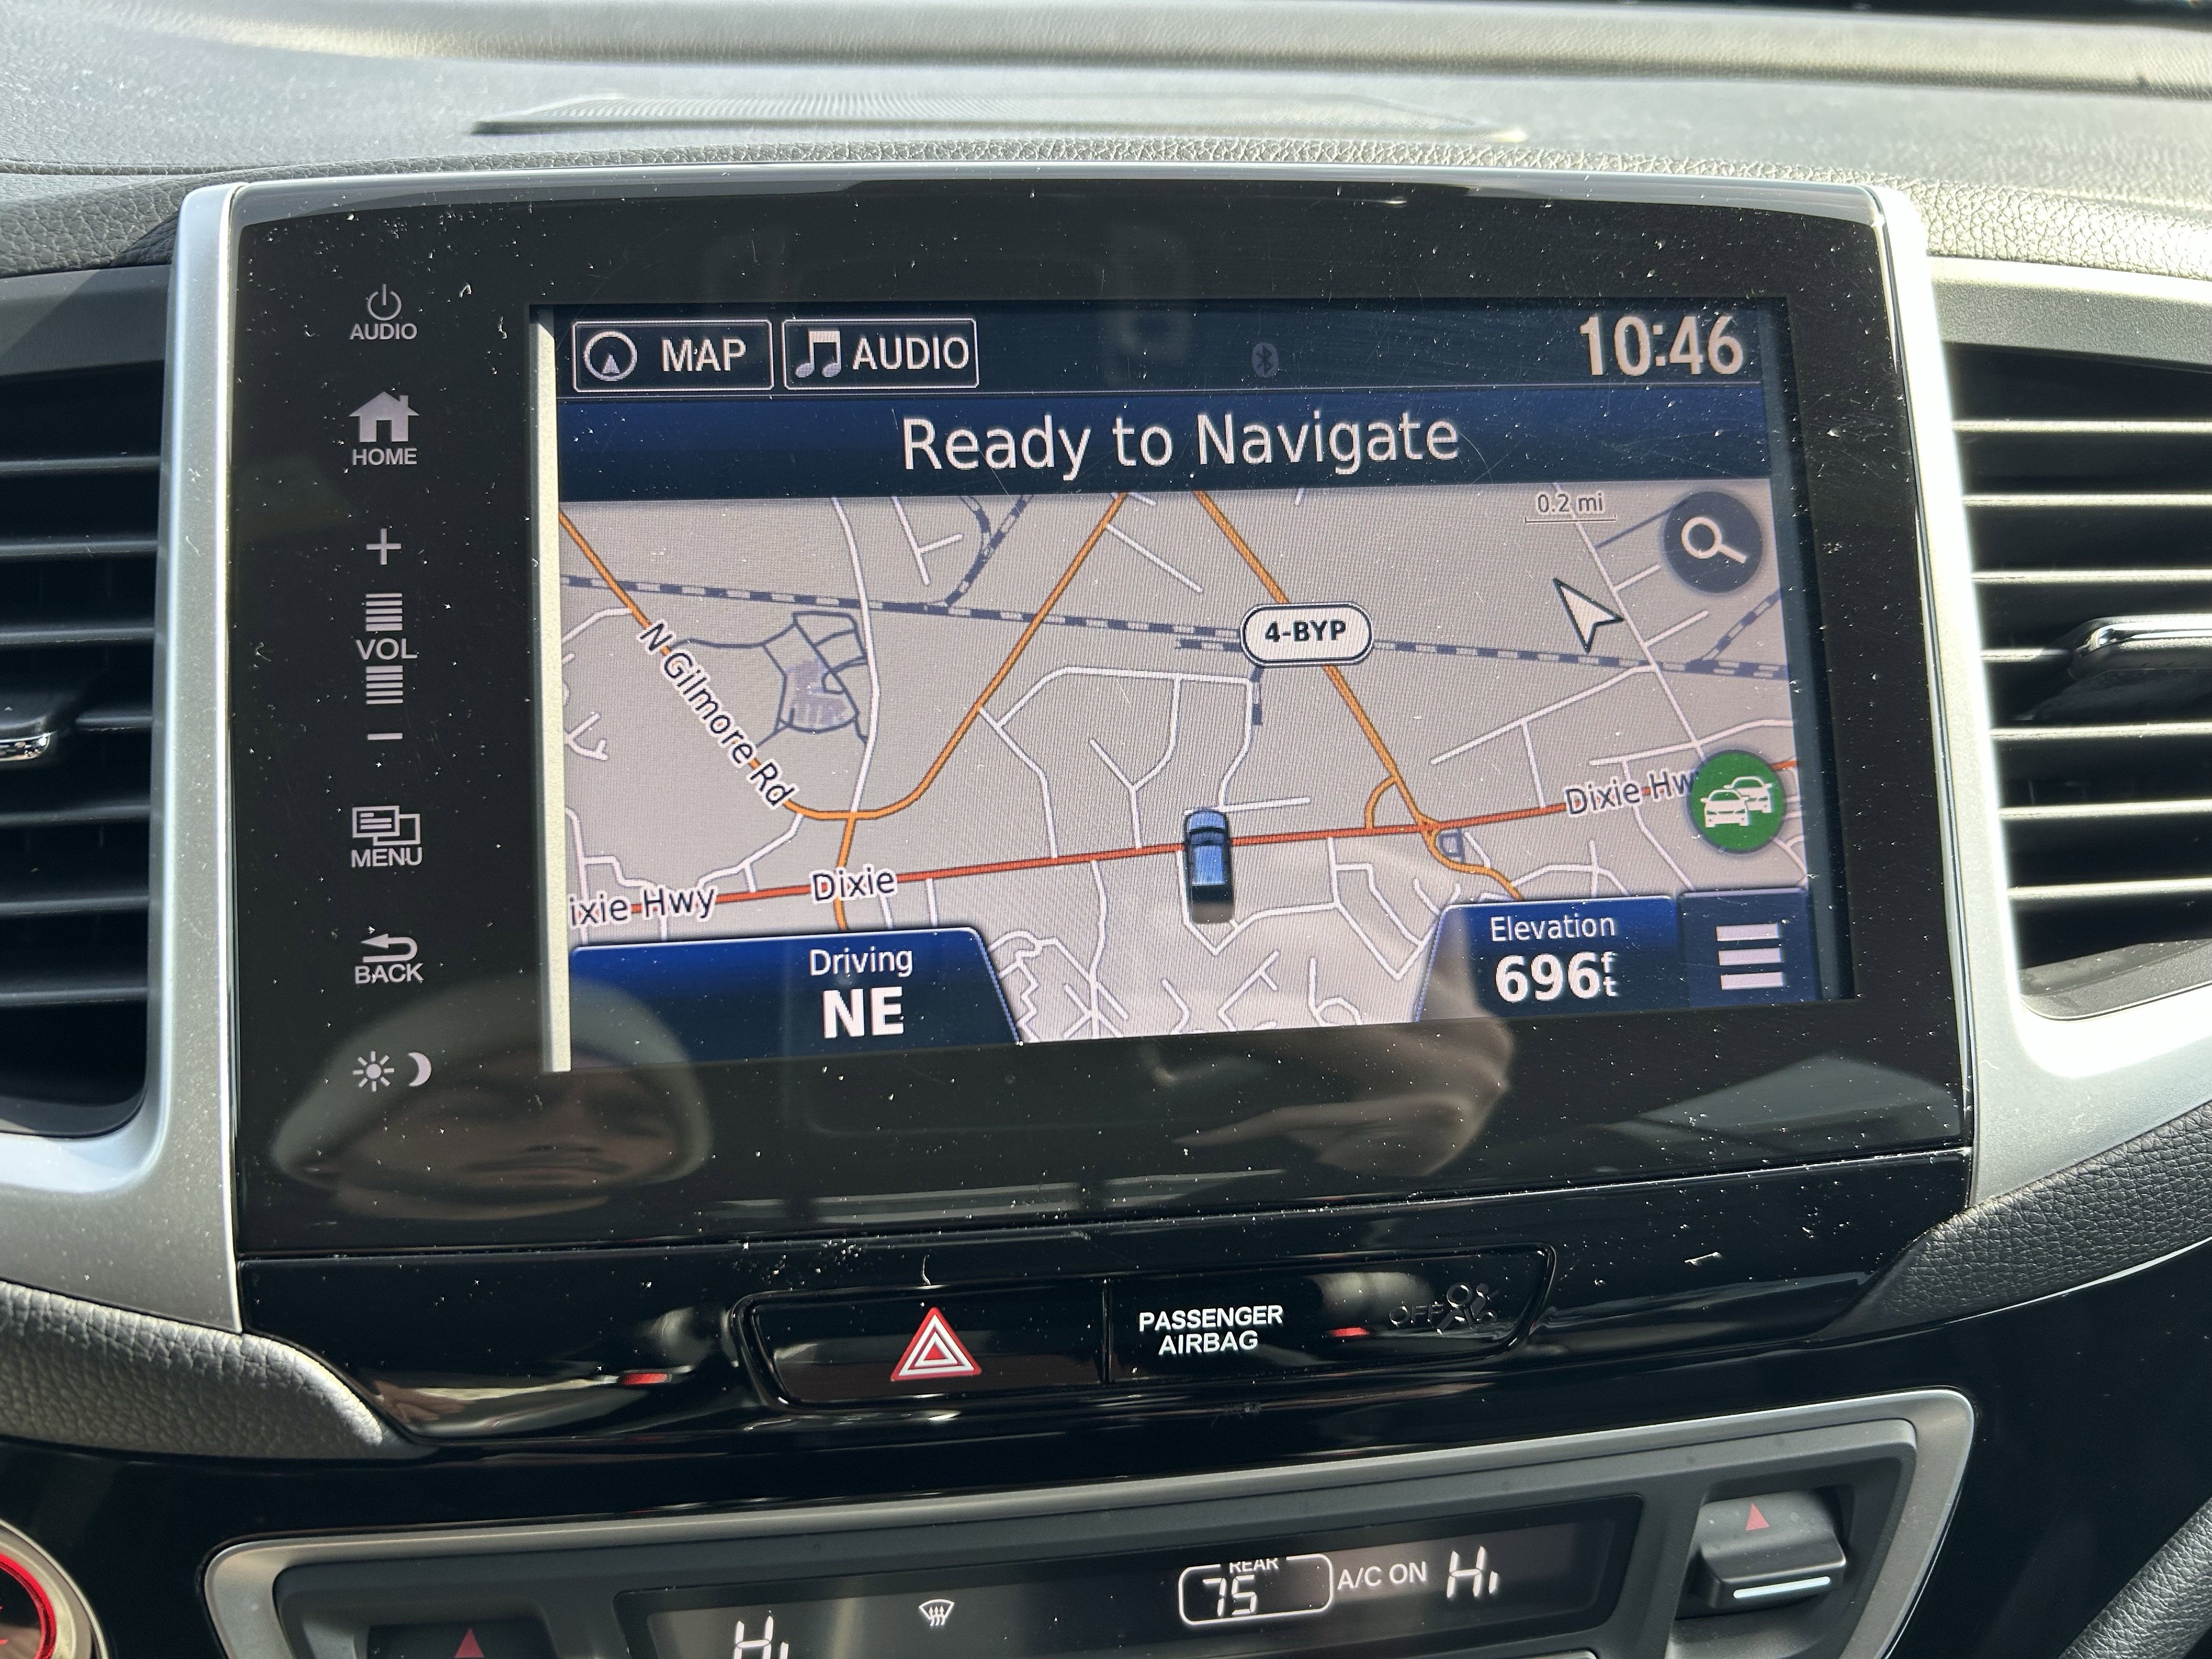 AUDIO
HOME
+
VOL
−
MENU
BACK
MAP
AUDIO
10:46
Ready to Navigate
0.2 mi
4-BYP
N Gilmore Rd
Dixie Hw
Dixie
ixie Hwy
Driving
NE
Elevation
696ft
PASSENGER
AIRBAG
OFF
REAR
75
A/C ON
Hi
Hi